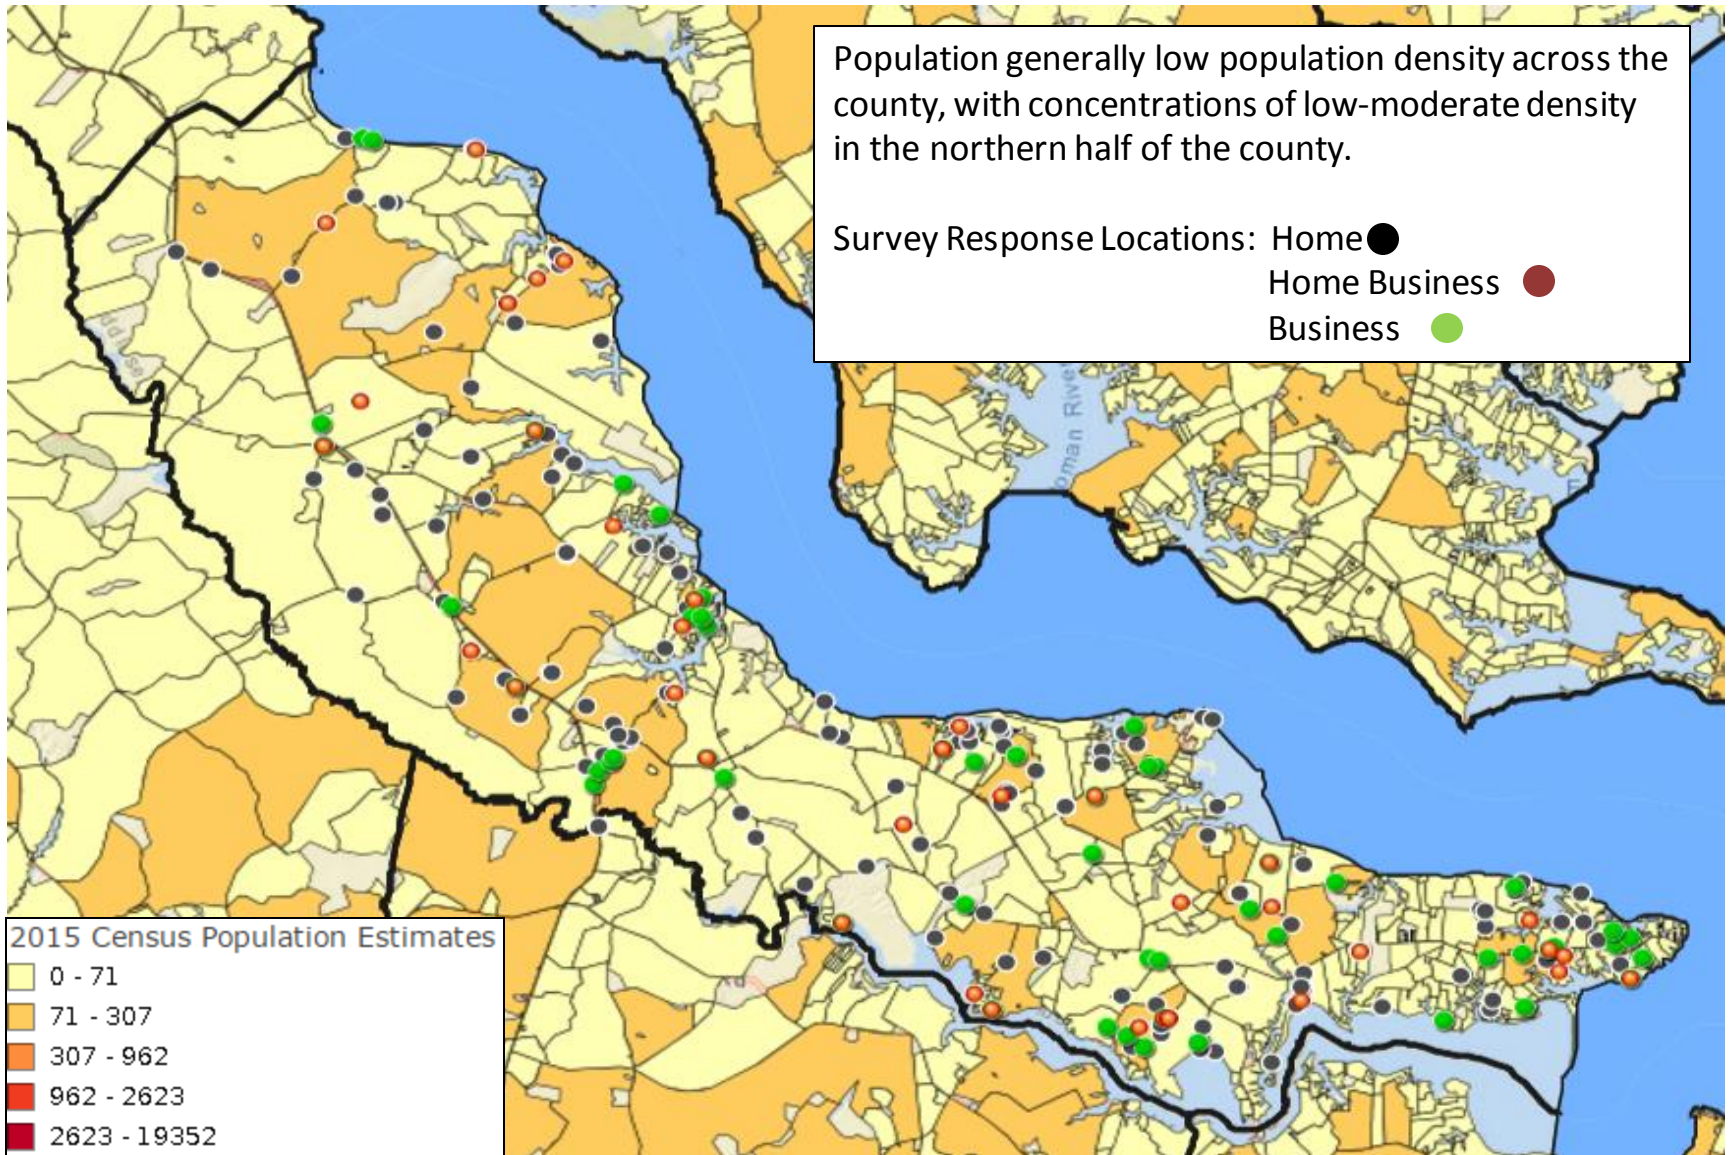 Population generally low population density across the
county, with concentrations of low-moderate density
in the northern half of the county.
Survey Response Locations: Home
Home Business
Business
2015 Census Population Estimates
0 - 71
71 - 307
307 - 962
962 - 2623
2623 - 19352